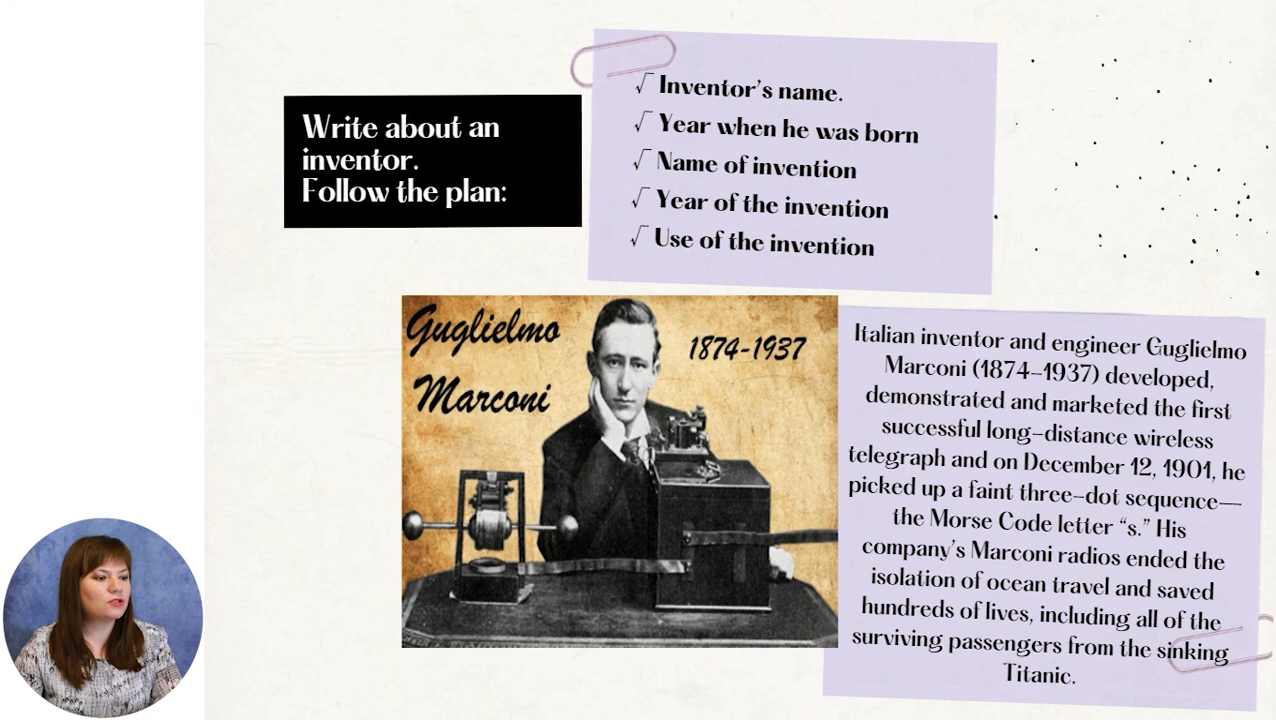 Write about an
inventor.
Follow the plan:
√ Inventor's name.
√ Year when he was born
√ Name of invention
√ Year of the invention
√ Use of the invention
Guglielmo
Marconi
1874-1937
Italian inventor and engineer Guglielmo
Marconi (1874-1937) developed,
demonstrated and marketed the first
successful long-distance wireless
telegraph and on December 12, 1901, he
picked up a faint three-dot sequence—
the Morse Code letter “s.” His
company's Marconi radios ended the
isolation of ocean travel and saved
hundreds of lives, including all of the
surviving passengers from the sinking
Titanic.